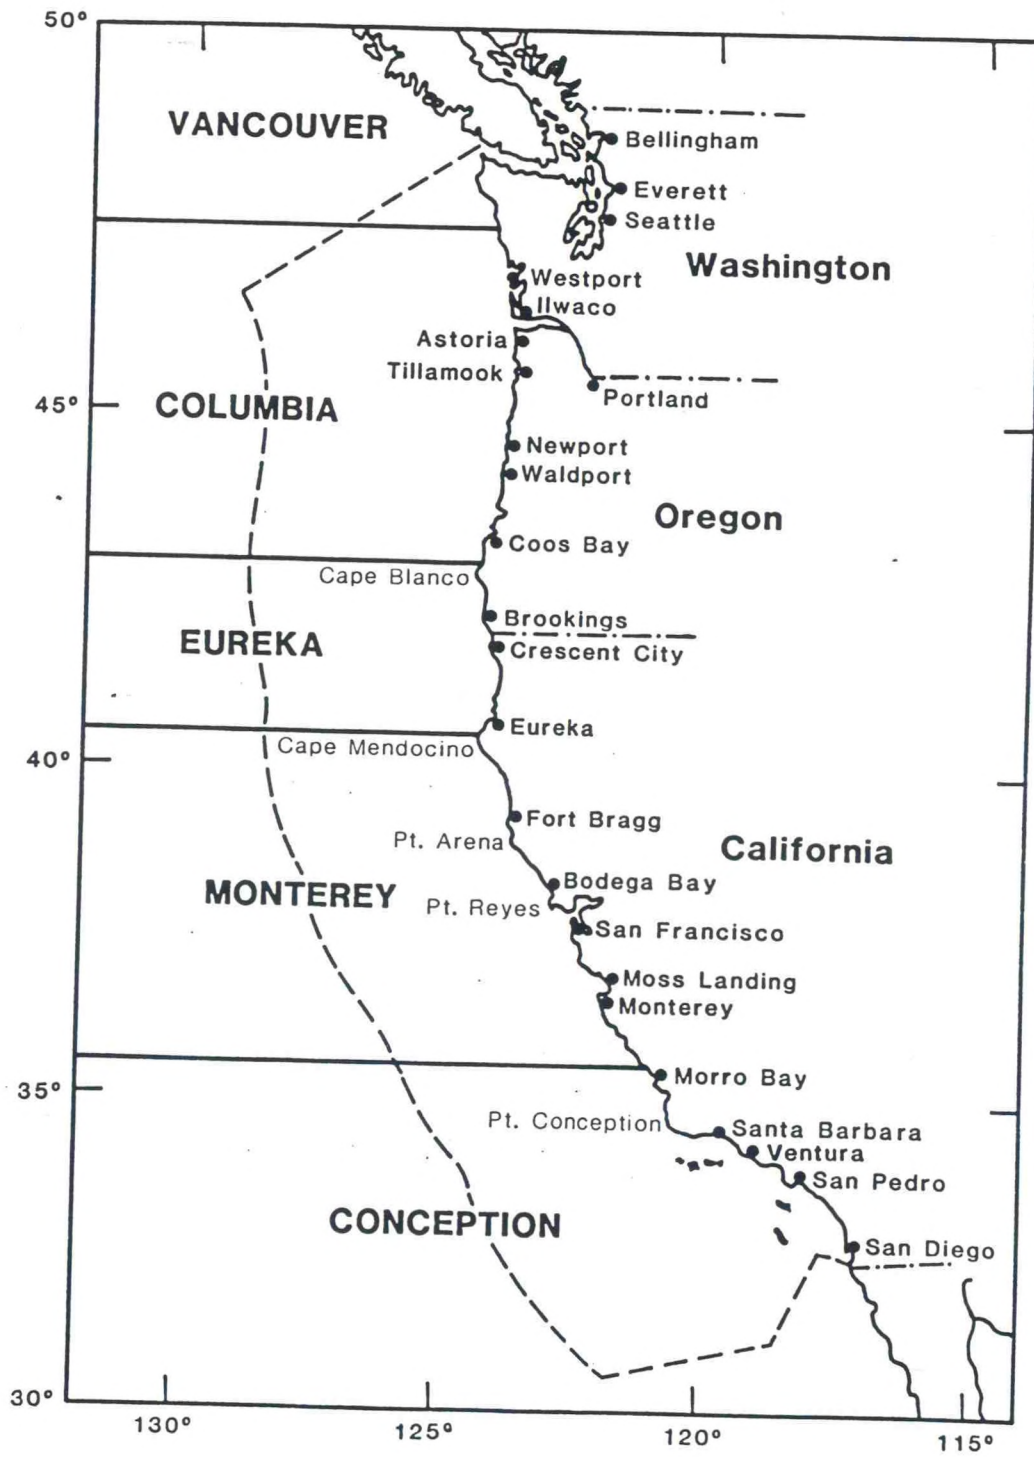 50°
VANCOUVER
Bellingham
Everett
Seattle
Washington
Westport
Ilwaco
Astoria
Tillamook
Portland
45°
COLUMBIA
Newport
Waldport
Oregon
Coos Bay
Cape Blanco
Brookings
EUREKA
Crescent City
Eureka
Cape Mendocino
40°
Fort Bragg
Pt. Arena
California
Bodega Bay
MONTEREY
Pt. Reyes
San Francisco
Moss Landing
Monterey
35°
Morro Bay
Pt. Conception
Santa Barbara
Ventura
San Pedro
CONCEPTION
San Diego
30°
130° 125° 120° 115°